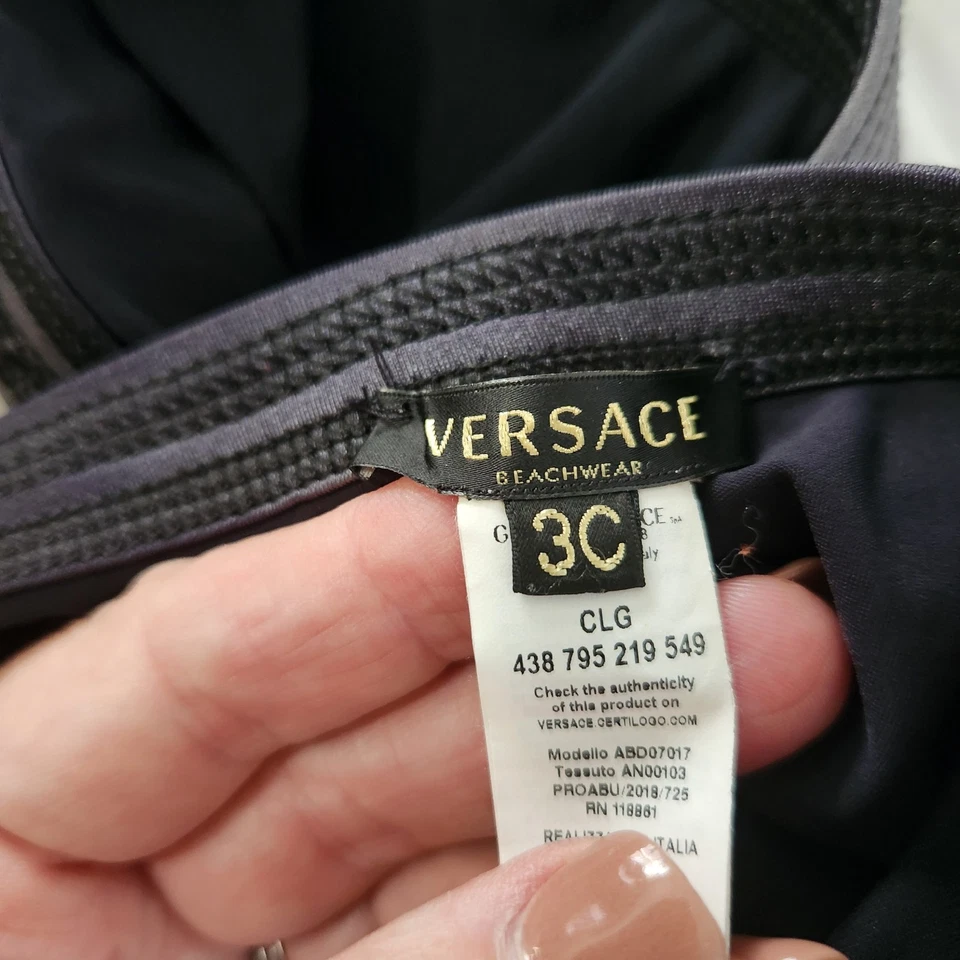 VERSACE
BEACHWEAR
3C
CLG
438 795 219 549
Check the authenticity
of this product on
VERSACE.CERTILOGO.COM
Modello ABD07017
Tessuto AN00103
PROABU/2018/725
RN 118861